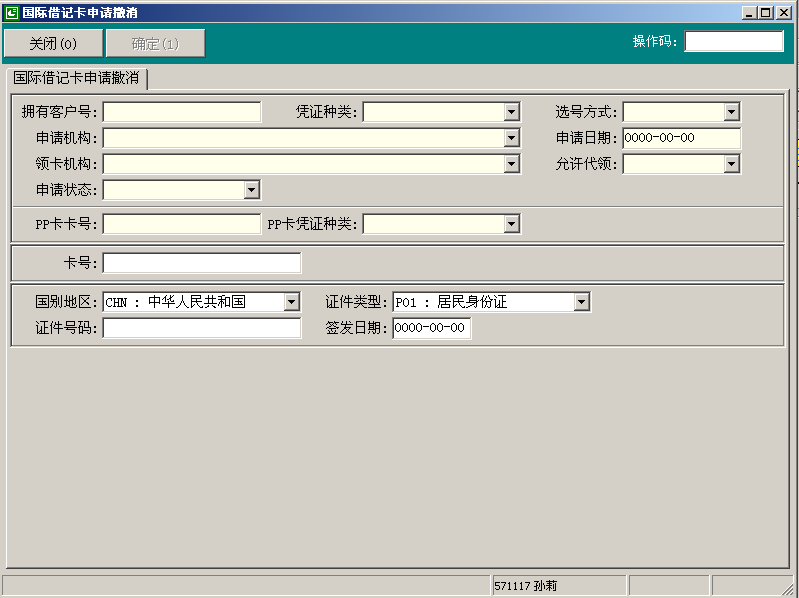 国际借记卡申请撤消
关闭(0) 确定(1) 操作码:
国际借记卡申请撤消
拥有客户号: 凭证种类: 选号方式:
申请机构: 申请日期: 0000-00-00
领卡机构: 允许代领:
申请状态:
PP卡卡号: PP卡凭证种类:
卡号:
国别地区: CHN : 中华人民共和国 证件类型: P01 : 居民身份证
证件号码: 签发日期: 0000-00-00
571117 孙莉